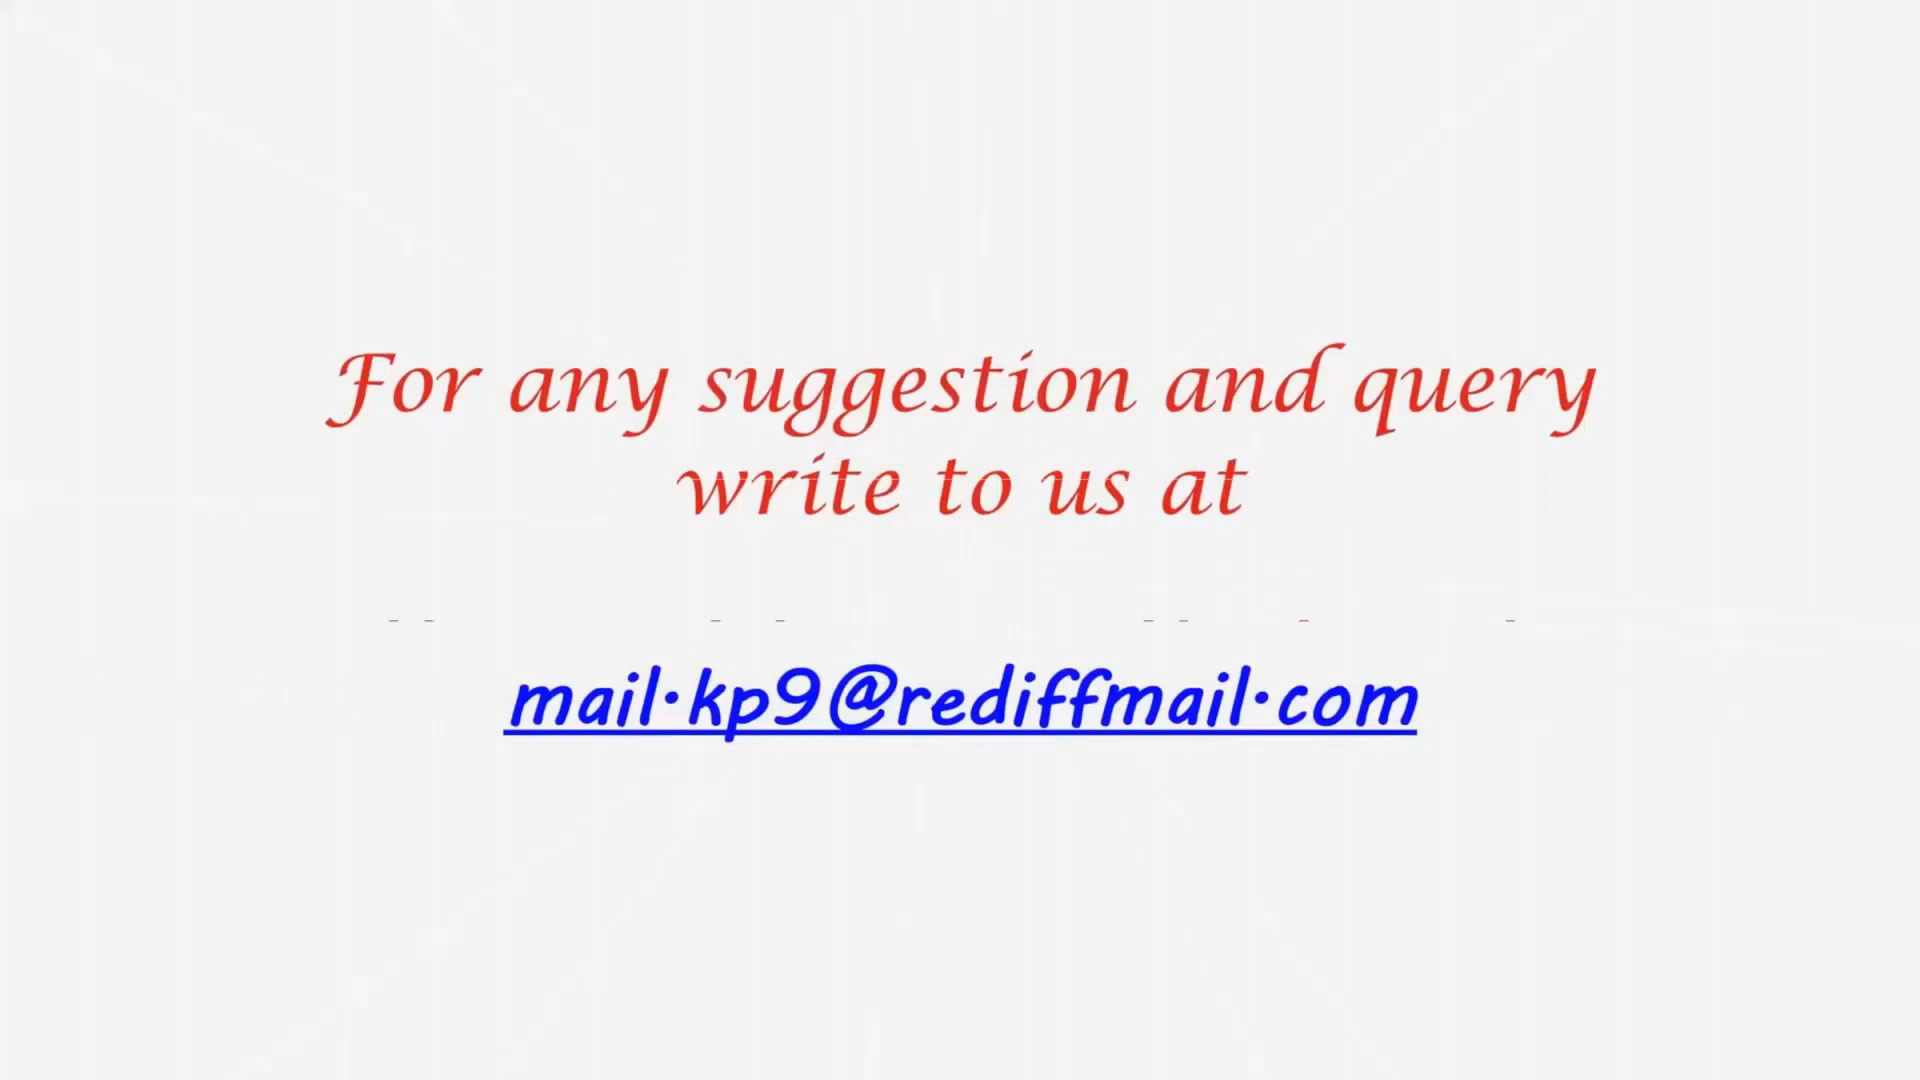 For any suggestion and query
write to us at
mail.kp9@rediffmail.com